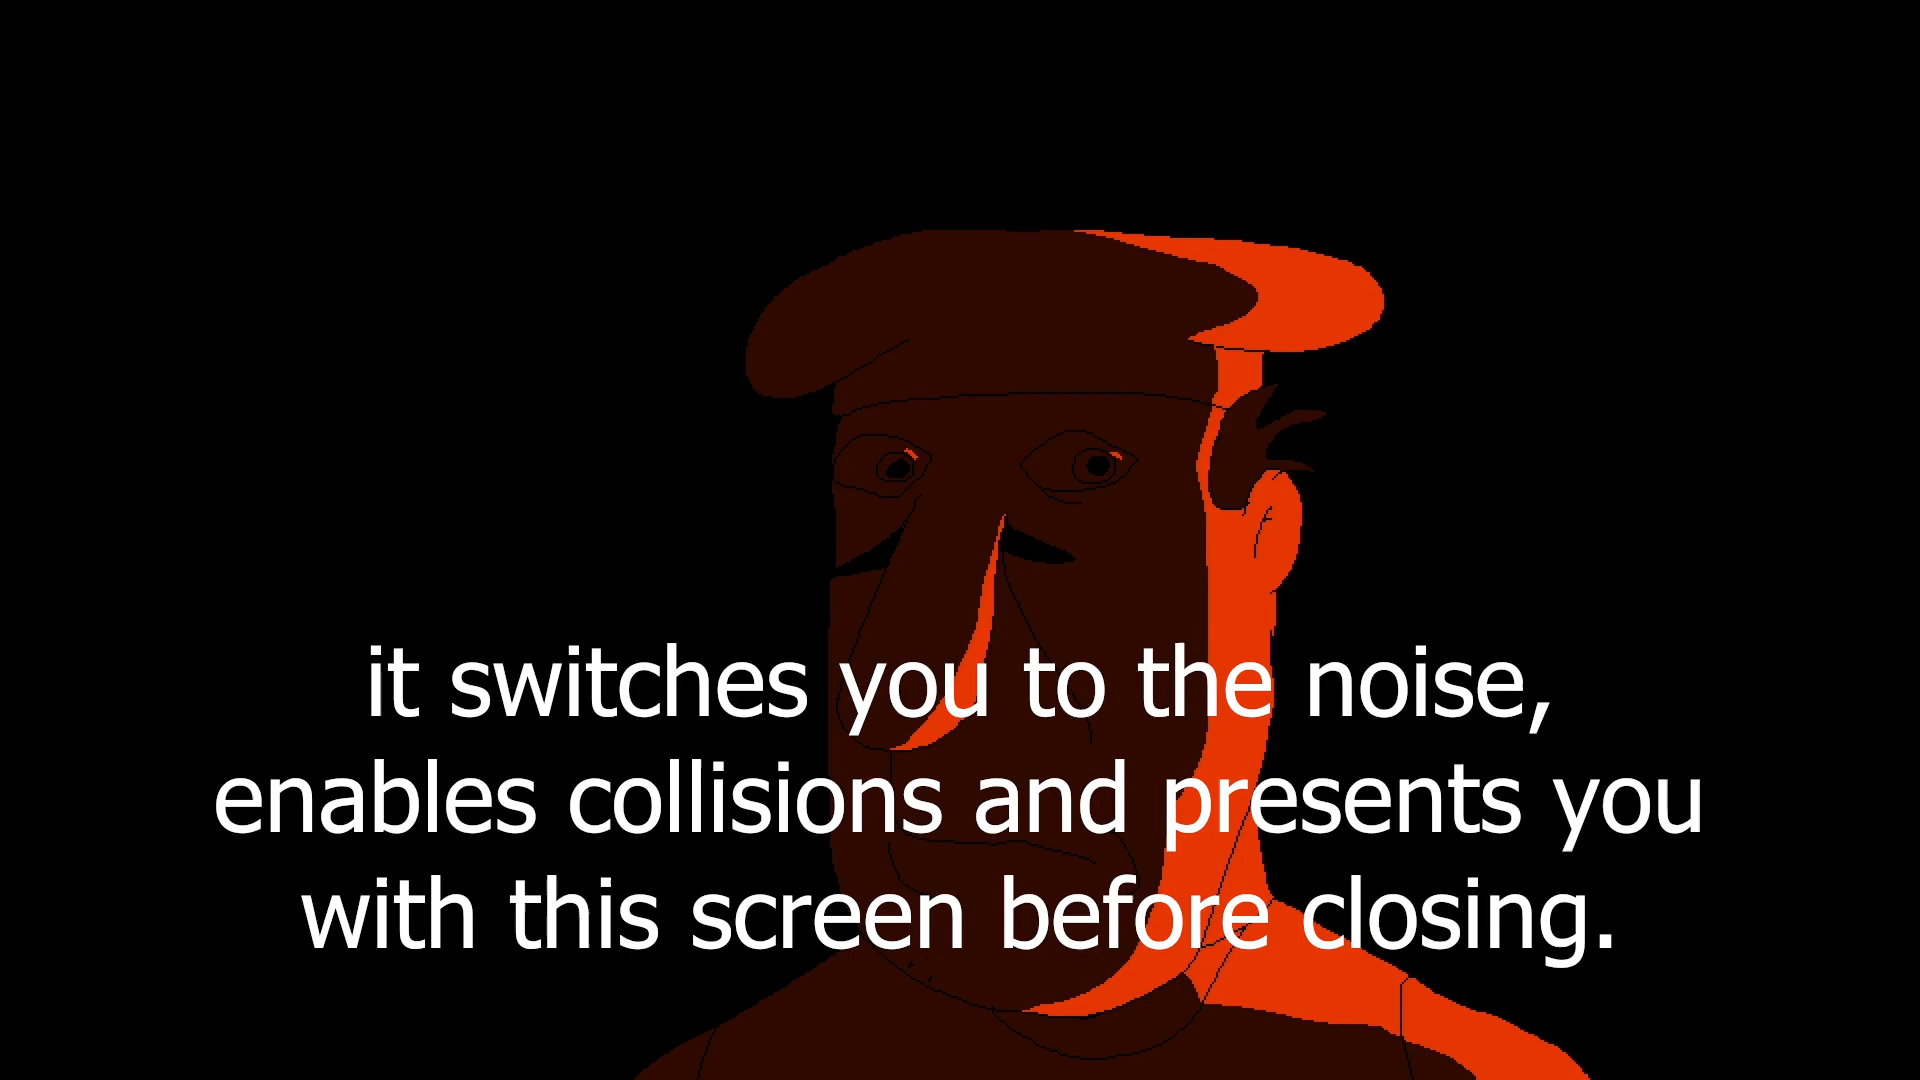 it switches you to the noise,
enables collisions and presents you
with this screen before closing.